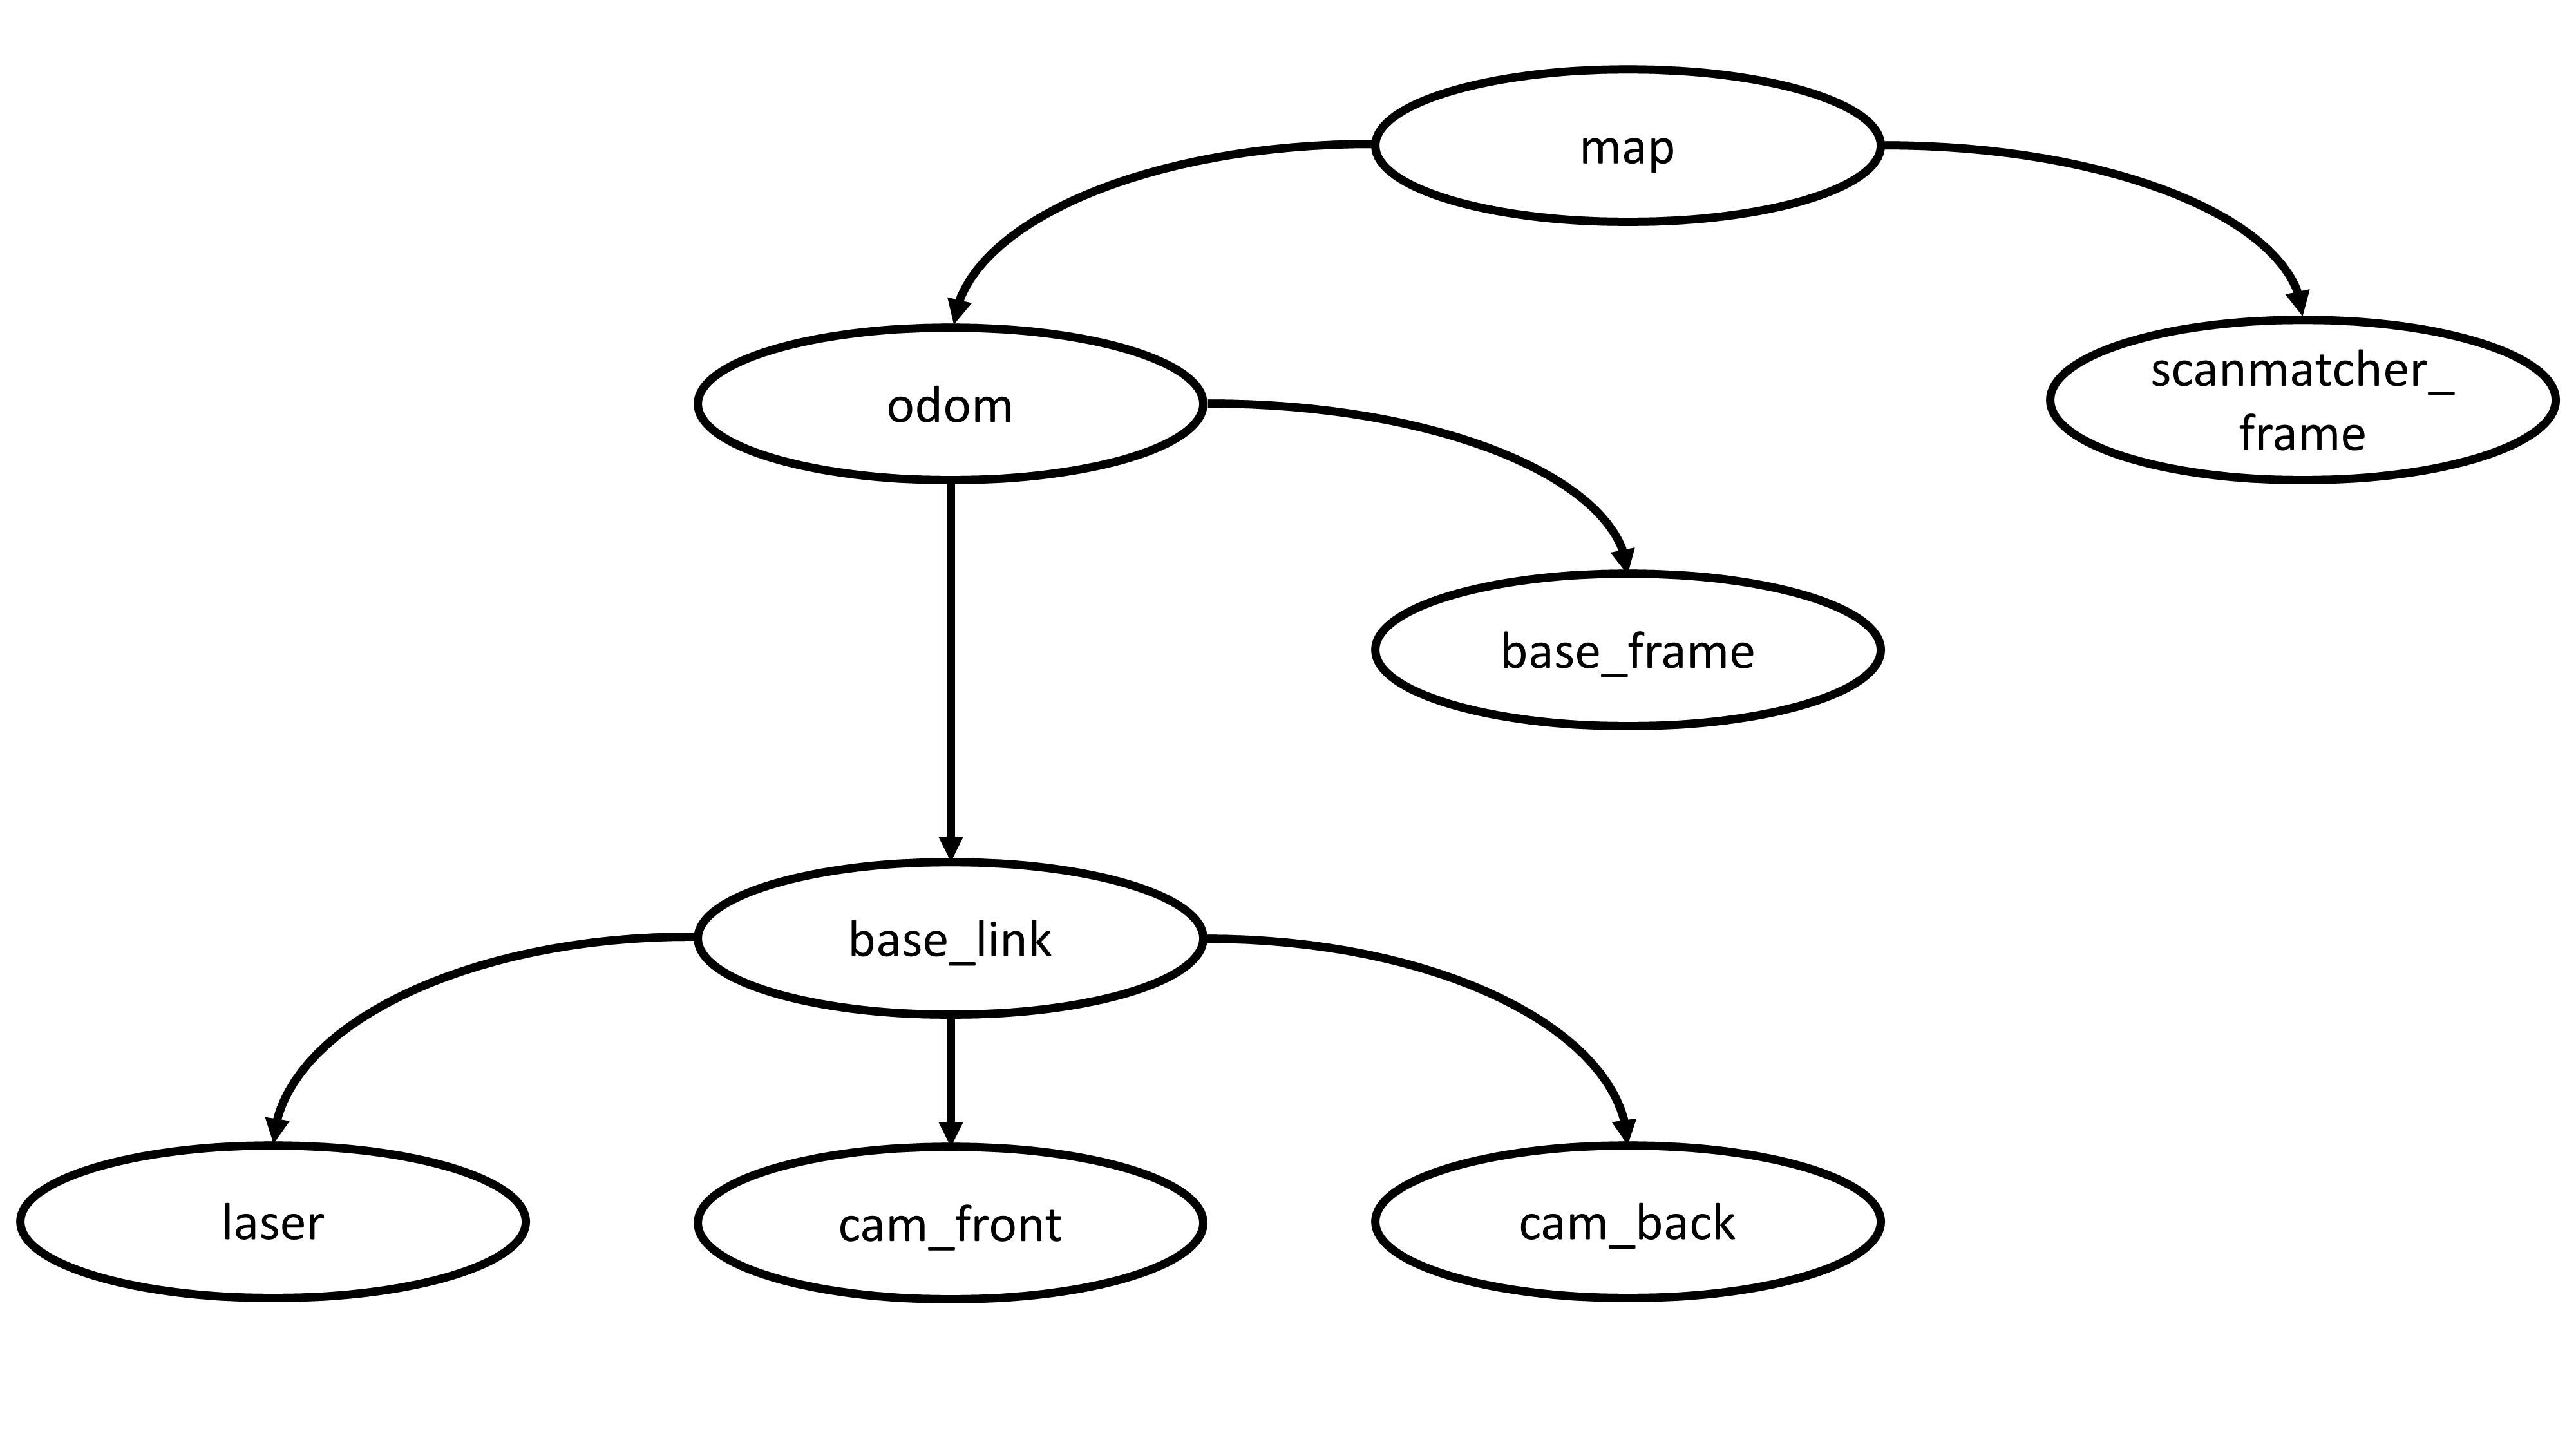 map
odom
scanmatcher_
frame
base_frame
base_link
laser
cam_front
cam_back